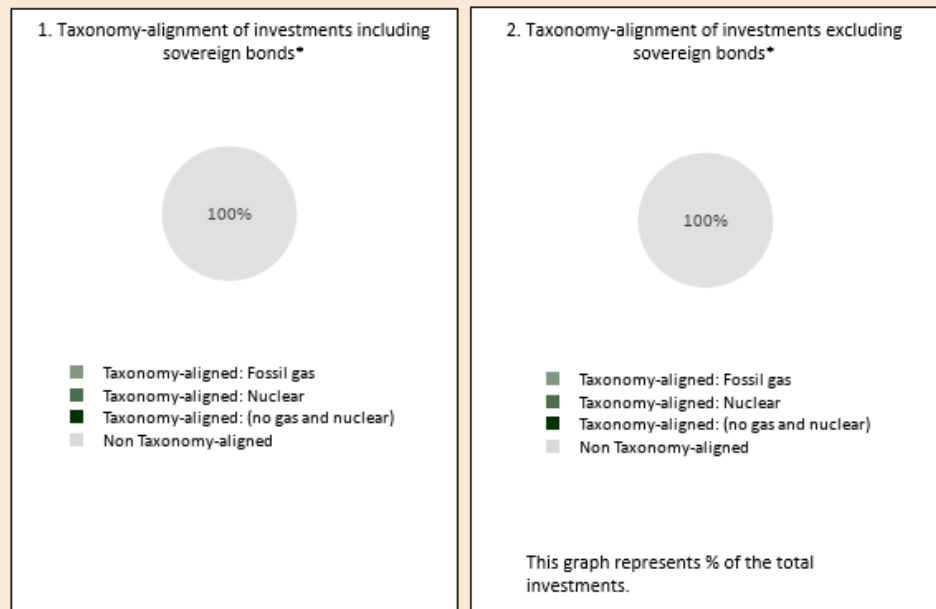 1. Taxonomy-alignment of investments including
sovereign bonds*
100%
Taxonomy-aligned: Fossil gas
Taxonomy-aligned: Nuclear
Taxonomy-aligned: (no gas and nuclear)
Non Taxonomy-aligned
2. Taxonomy-alignment of investments excluding
sovereign bonds*
100%
Taxonomy-aligned: Fossil gas
Taxonomy-aligned: Nuclear
Taxonomy-aligned: (no gas and nuclear)
Non Taxonomy-aligned
This graph represents % of the total
investments.